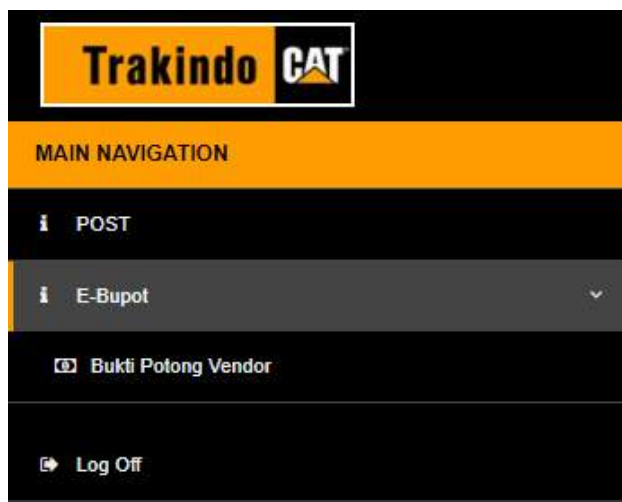 Trakindo CAT
MAIN NAVIGATION
POST
E-Bupot
Bukti Potong Vendor
Log Off